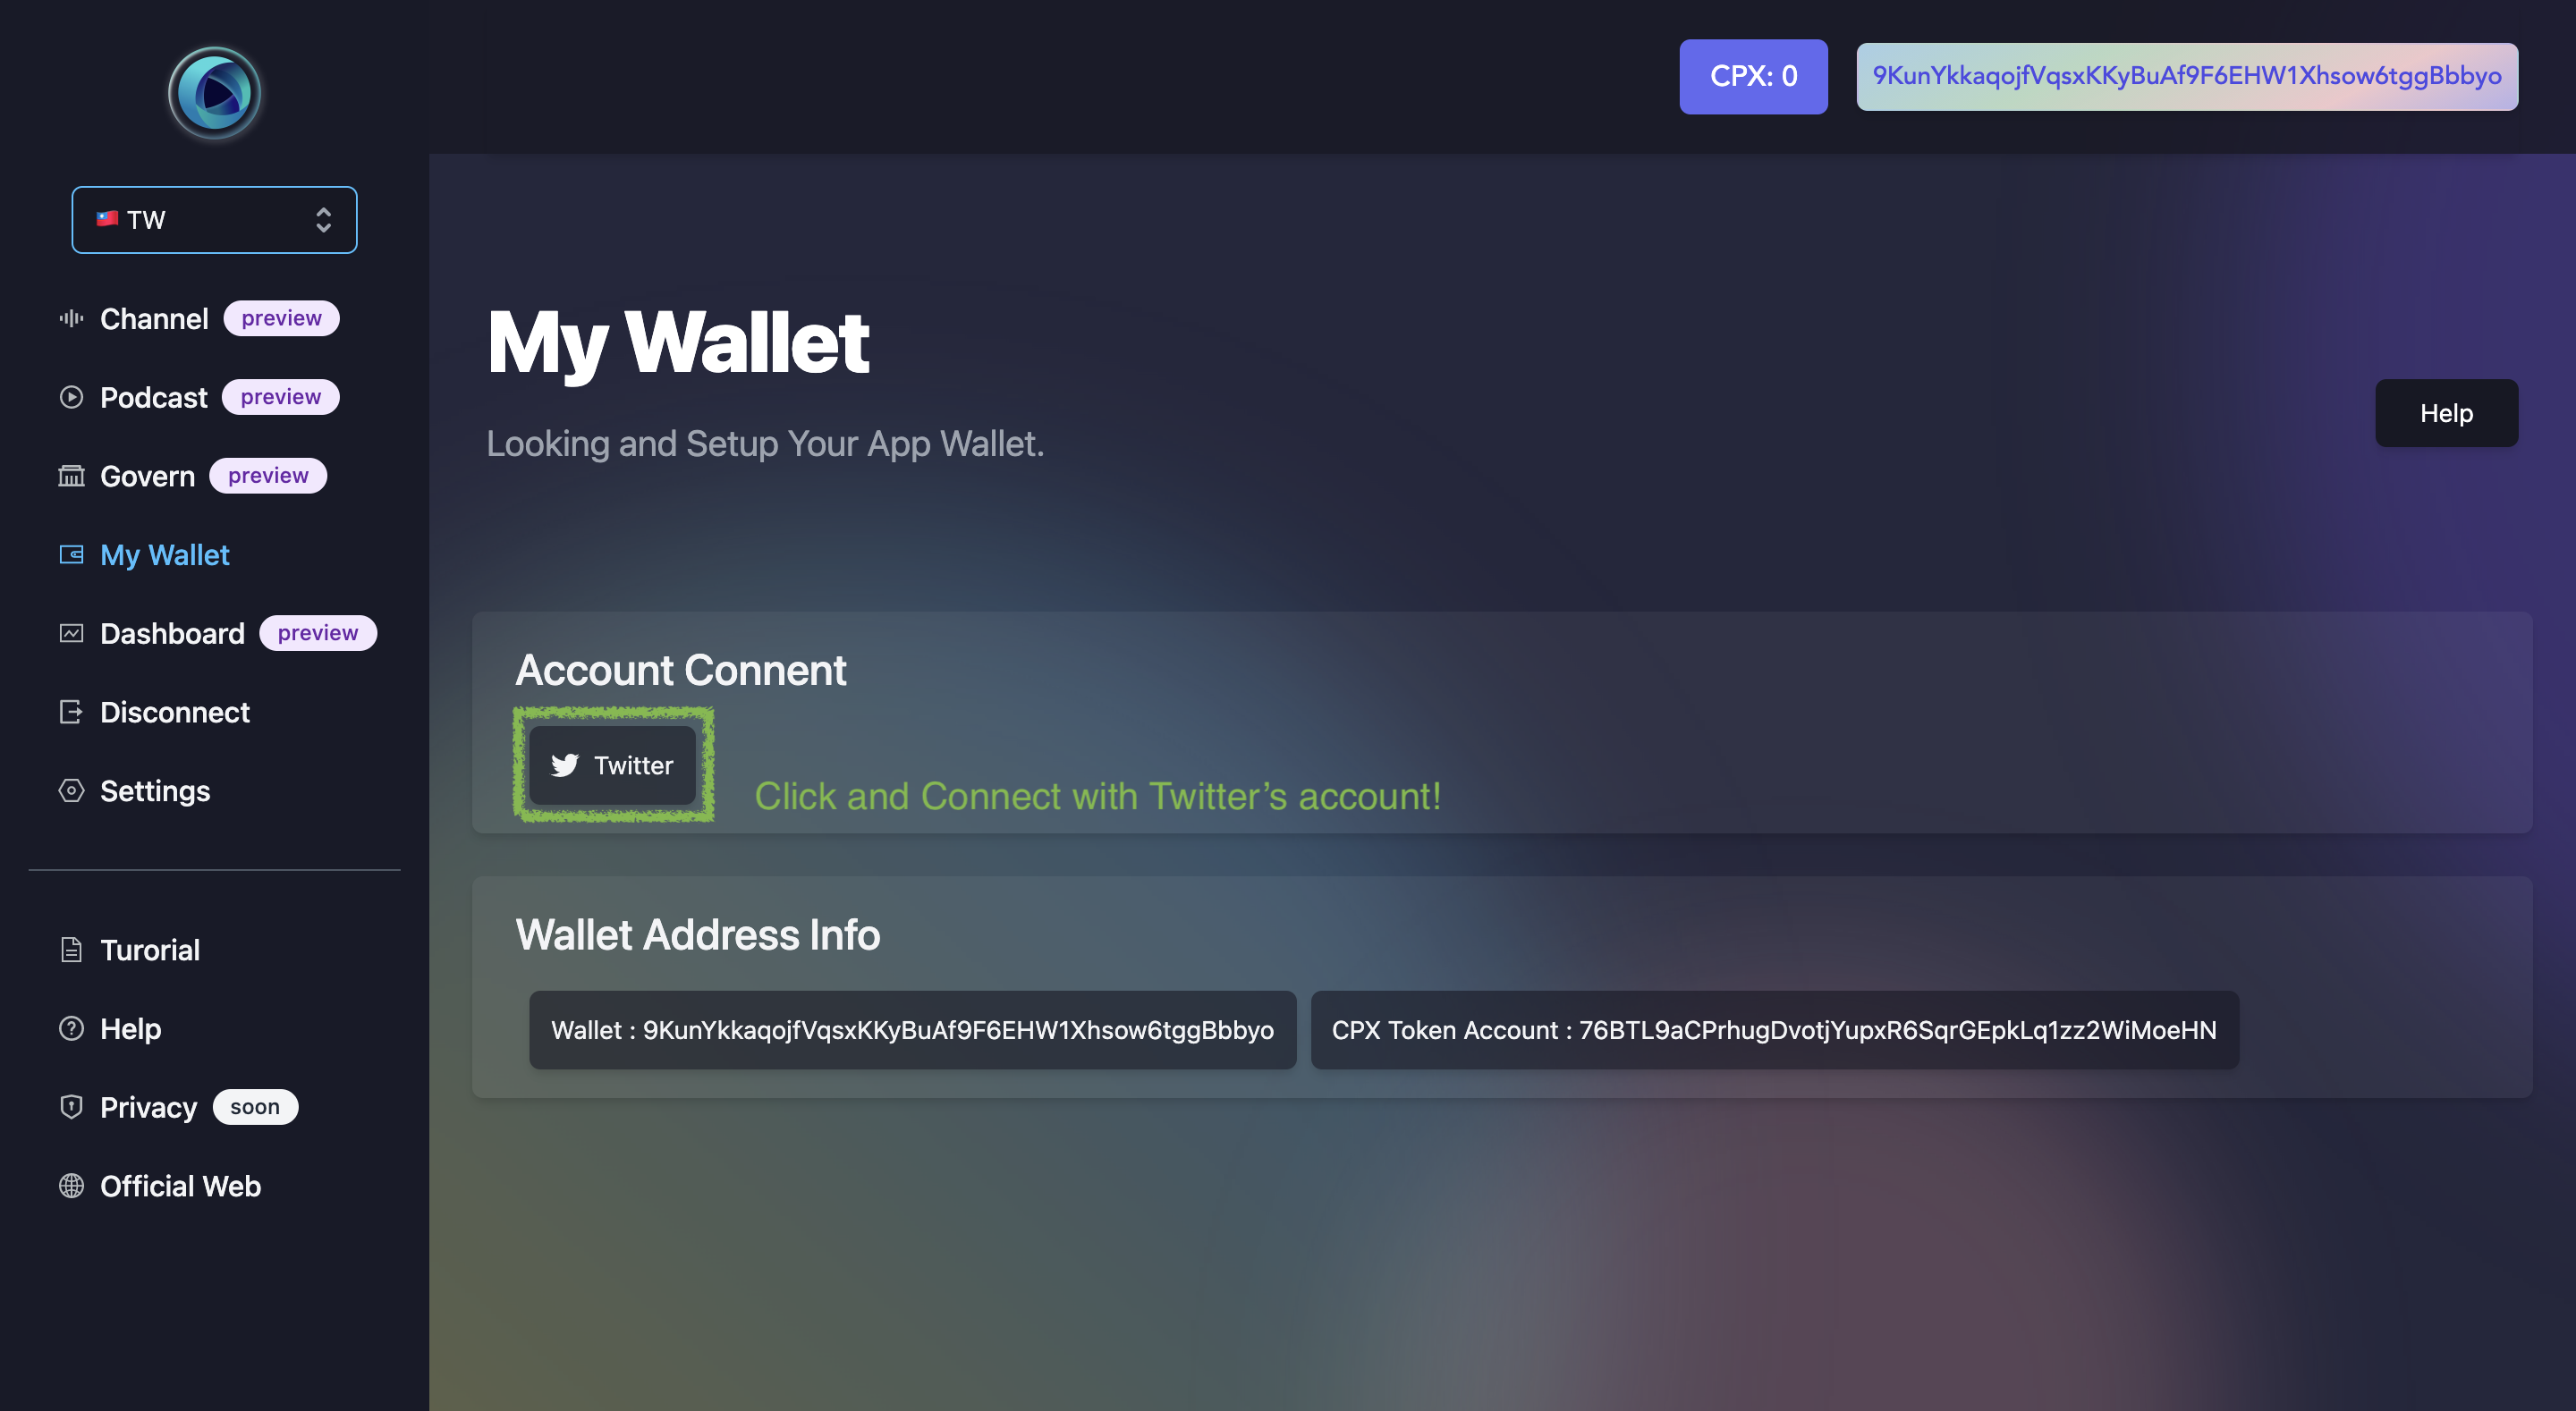 CPX: 0
9KunYkkaqojfVqsxKKyBuAf9F6EHW1Xhsow6tggBbbyo
TW
Channel preview
Podcast preview
Govern preview
My Wallet
Dashboard preview
Disconnect
Settings
Turorial
Help
Privacy soon
Official Web
My Wallet
Looking and Setup Your App Wallet.
Help
Account Connent
Twitter
Click and Connect with Twitter’s account!
Wallet Address Info
Wallet : 9KunYkkaqojfVqsxKKyBuAf9F6EHW1Xhsow6tggBbbyo
CPX Token Account : 76BTL9aCPrhugDvotjYupxR6SqrGEpkLq1zz2WiMoeHN